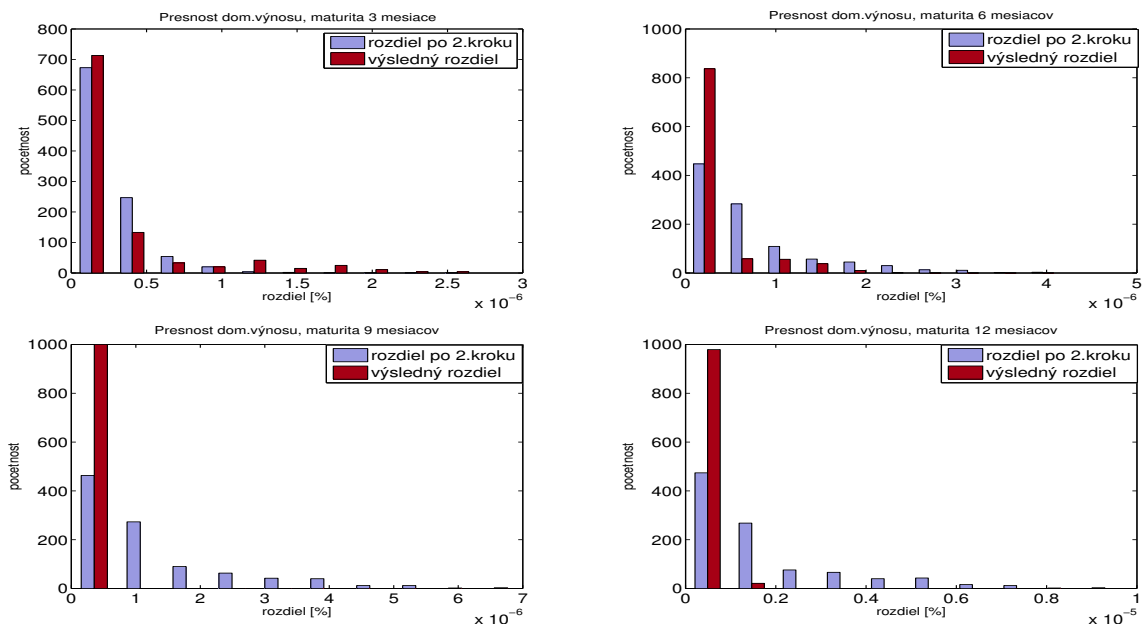 Presnost dom.výnosu, maturita 3 mesiace
800
700
600
500
400
300
200
100
0
pocetnost
rozdiel po 2.kroku
výsledný rozdiel
0 0.5 1 1.5 2 2.5 3
rozdiel [%]
x 10⁻⁶
Presnost dom.výnosu, maturita 6 mesiacov
1000
800
600
400
200
0
pocetnost
rozdiel po 2.kroku
výsledný rozdiel
0 1 2 3 4 5
rozdiel [%]
x 10⁻⁶
Presnost dom.výnosu, maturita 9 mesiacov
1000
800
600
400
200
0
pocetnost
rozdiel po 2.kroku
výsledný rozdiel
0 1 2 3 4 5 6 7
rozdiel [%]
x 10⁻⁶
Presnost dom.výnosu, maturita 12 mesiacov
1000
800
600
400
200
0
pocetnost
rozdiel po 2.kroku
výsledný rozdiel
0 0.2 0.4 0.6 0.8 1
rozdiel [%]
x 10⁻⁵